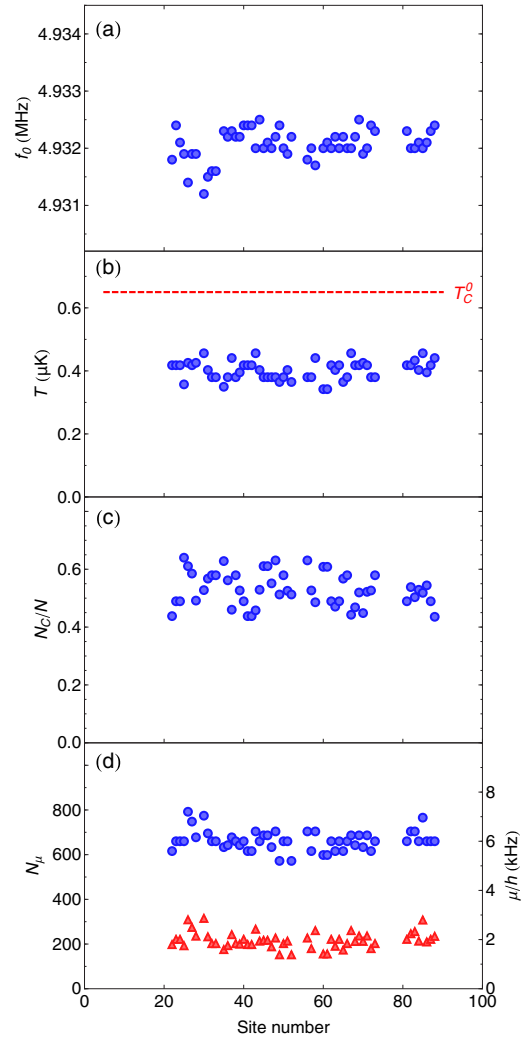 (a)
4.934
4.933
4.932
4.931
f0 (MHz)
(b)
TC0
0.6
0.4
0.2
0.0
T (μK)
(c)
0.6
0.4
0.2
0.0
NC/N
(d)
800
600
400
200
0
Nμ
8
6
4
2
0
μ/h (kHz)
0 20 40 60 80 100
Site number